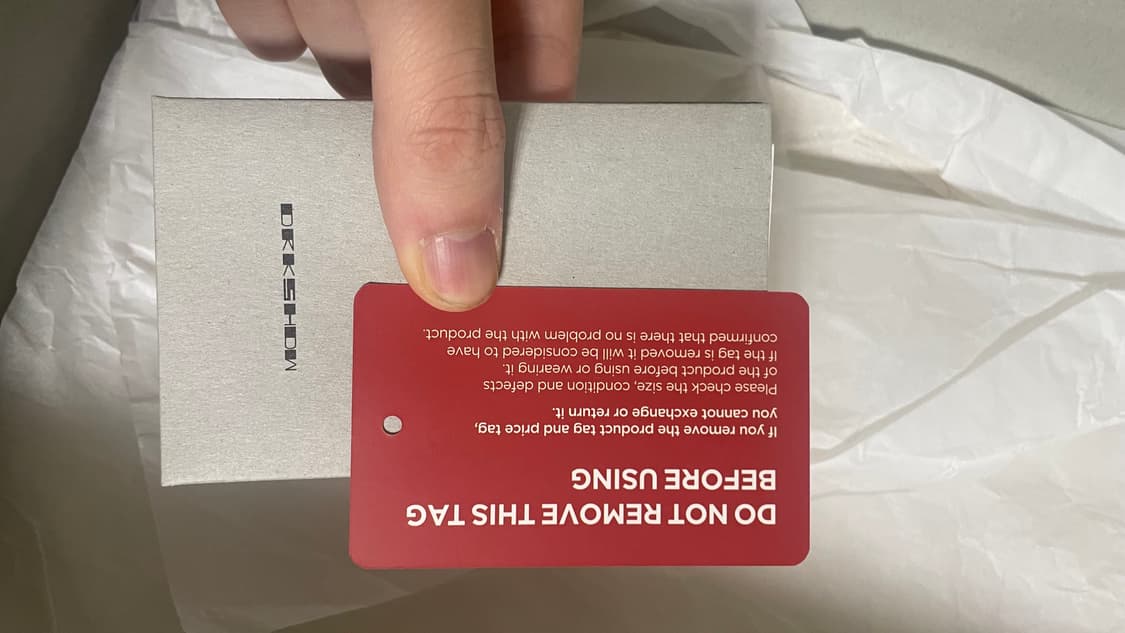 DRKSHDW
DO NOT REMOVE THIS TAG
BEFORE USING
If you remove the product tag and price tag,
you cannot exchange or return it.
Please check the size, condition and defects
of the product before using or wearing it.
If the tag is removed it will be considered to have
confirmed that there is no problem with the product.